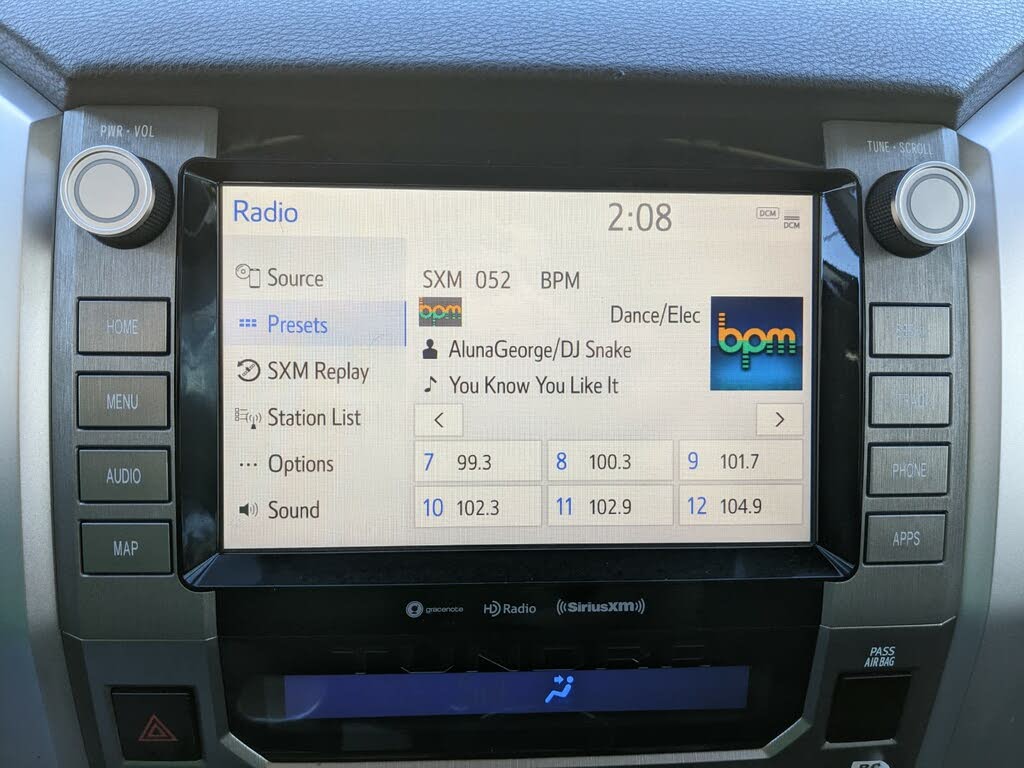 PWR • VOL
TUNE • SCROLL
Radio
2:08
DCM
DCM
Source
Presets
SXM Replay
Station List
Options
Sound
SXM 052 BPM
bpm
Dance/Elec
bpm
AlunaGeorge/DJ Snake
You Know You Like It
<
>
7 99.3
8 100.3
9 101.7
10 102.3
11 102.9
12 104.9
HOME
MENU
AUDIO
MAP
PHONE
APPS
gracenote
HD Radio
((SiriusXM))
TUNDRA
PASS
AIR BAG